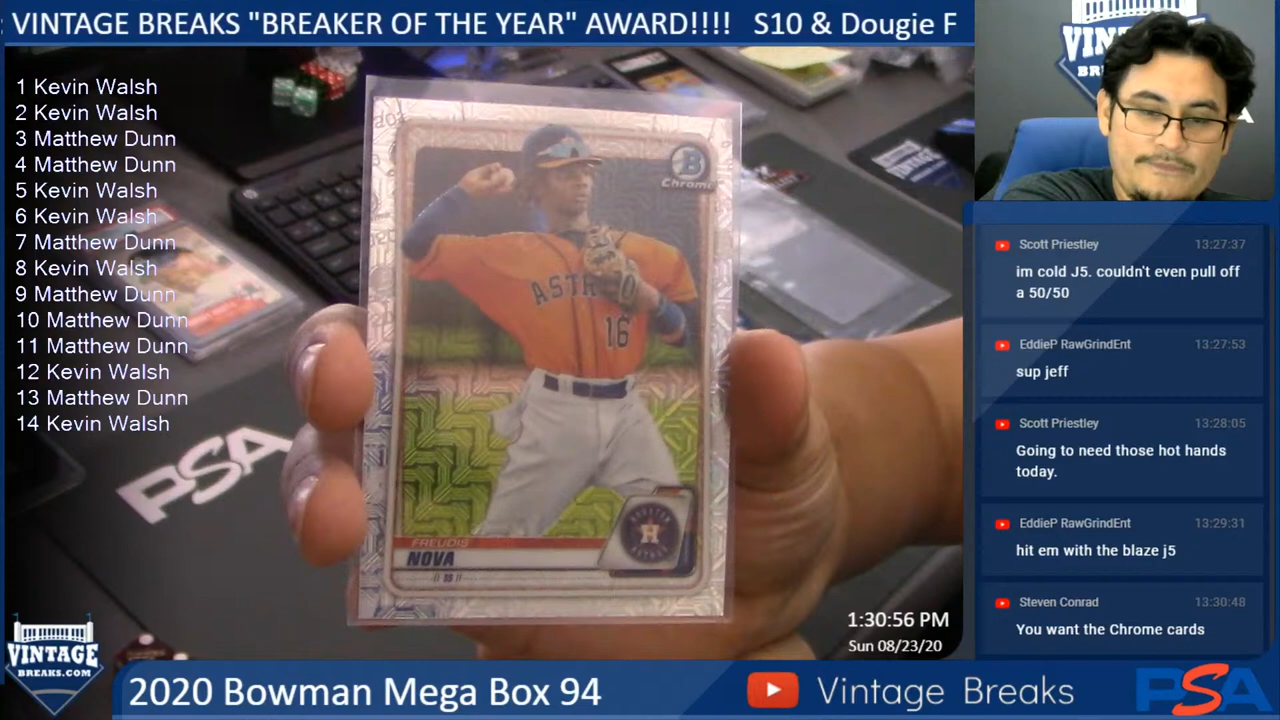 VINTAGE BREAKS "BREAKER OF THE YEAR" AWARD!!!! S10 & Dougie F
1 Kevin Walsh
2 Kevin Walsh
3 Matthew Dunn
4 Matthew Dunn
5 Kevin Walsh
6 Kevin Walsh
7 Matthew Dunn
8 Kevin Walsh
9 Matthew Dunn
10 Matthew Dunn
11 Matthew Dunn
12 Kevin Walsh
13 Matthew Dunn
14 Kevin Walsh
PSA
B
Chrome
ASTROS
16
FREUDIS
NOVA
SS
HOUSTON
H
ASTROS
Scott Priestley 13:27:37
im cold J5. couldn't even pull off
a 50/50
EddieP RawGrindEnt 13:27:53
sup jeff
Scott Priestley 13:28:05
Going to need those hot hands
today.
EddieP RawGrindEnt 13:29:31
hit em with the blaze j5
Steven Conrad 13:30:48
You want the Chrome cards
1:30:56 PM
Sun 08/23/20
VINTAGE
BREAKS.COM
2020 Bowman Mega Box 94
Vintage Breaks
PSA